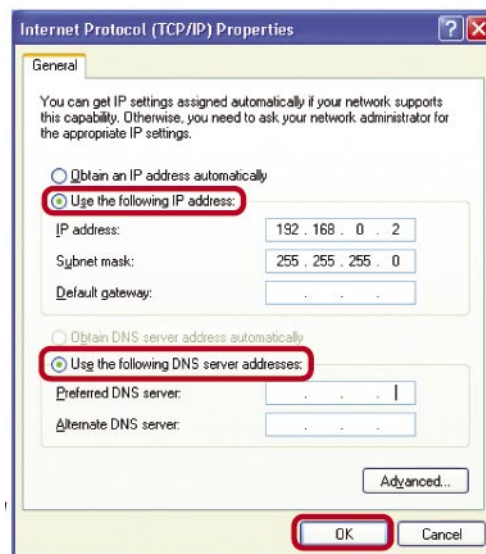 Internet Protocol (TCP/IP) Properties
General
You can get IP settings assigned automatically if your network supports
this capability. Otherwise, you need to ask your network administrator for
the appropriate IP settings.
Obtain an IP address automatically
Use the following IP address:
IP address: 192 . 168 . 0 . 2
Subnet mask: 255 . 255 . 255 . 0
Default gateway: . . .
Obtain DNS server address automatically
Use the following DNS server addresses:
Preferred DNS server: . . .
Alternate DNS server: . . .
Advanced...
OK Cancel